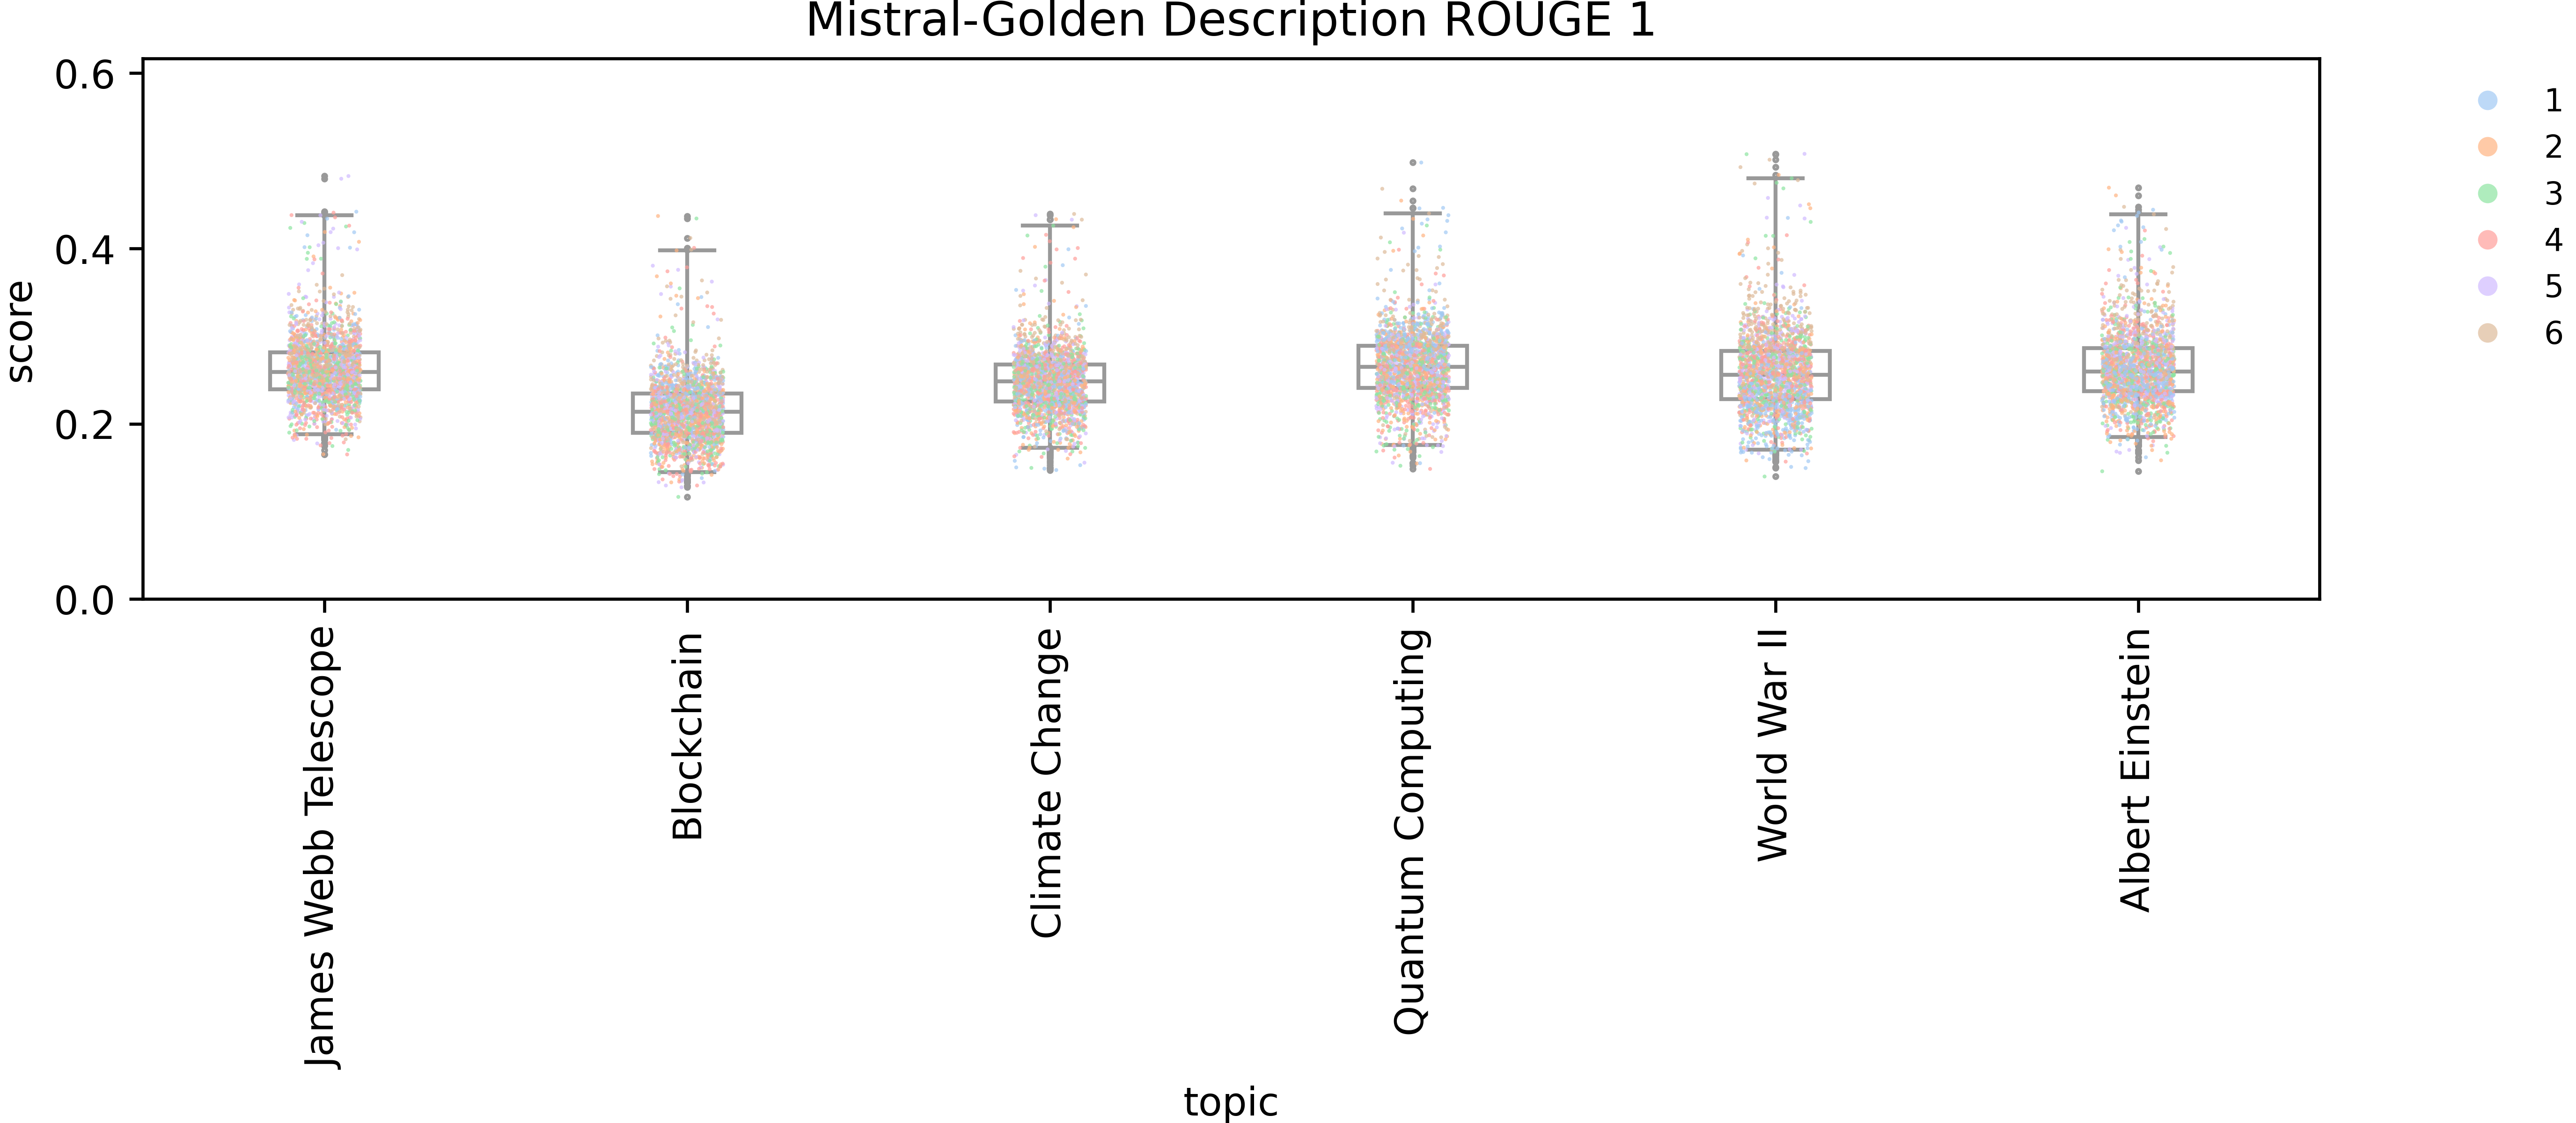 Mistral-Golden Description ROUGE 1
score
0.6
0.4
0.2
0.0
1
2
3
4
5
6
James Webb Telescope
Blockchain
Climate Change
Quantum Computing
World War II
Albert Einstein
topic